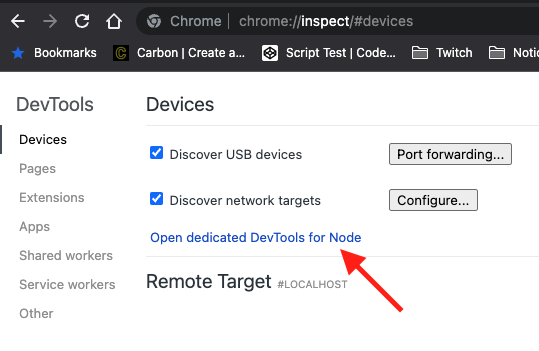 Chrome | chrome://inspect/#devices
Bookmarks Carbon | Create a... Script Test | Code... Twitch Notic
DevTools
Devices
Pages
Extensions
Apps
Shared workers
Service workers
Other
Devices
Discover USB devices Port forwarding...
Discover network targets Configure...
Open dedicated DevTools for Node
Remote Target #LOCALHOST